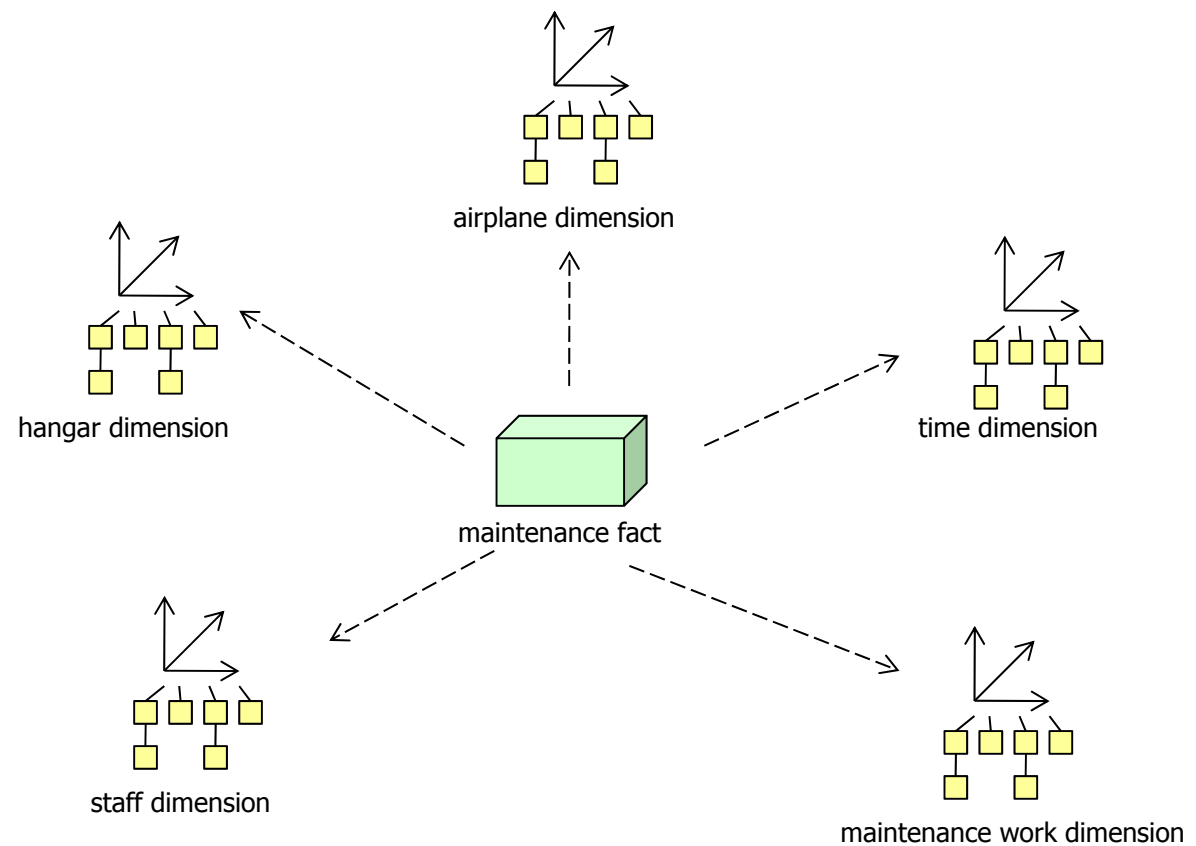 airplane dimension
hangar dimension
time dimension
maintenance fact
staff dimension
maintenance work dimension